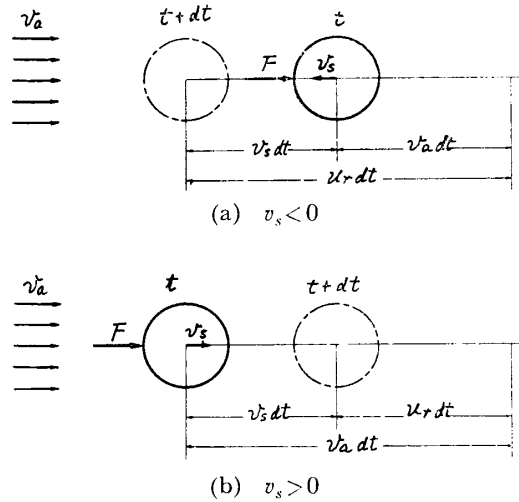 v_a
t+dt
t
F
v_s
v_s dt
v_a dt
u_r dt
(a) v_s<0
v_a
t
t+dt
F
v_s
v_s dt
u_r dt
v_a dt
(b) v_s>0